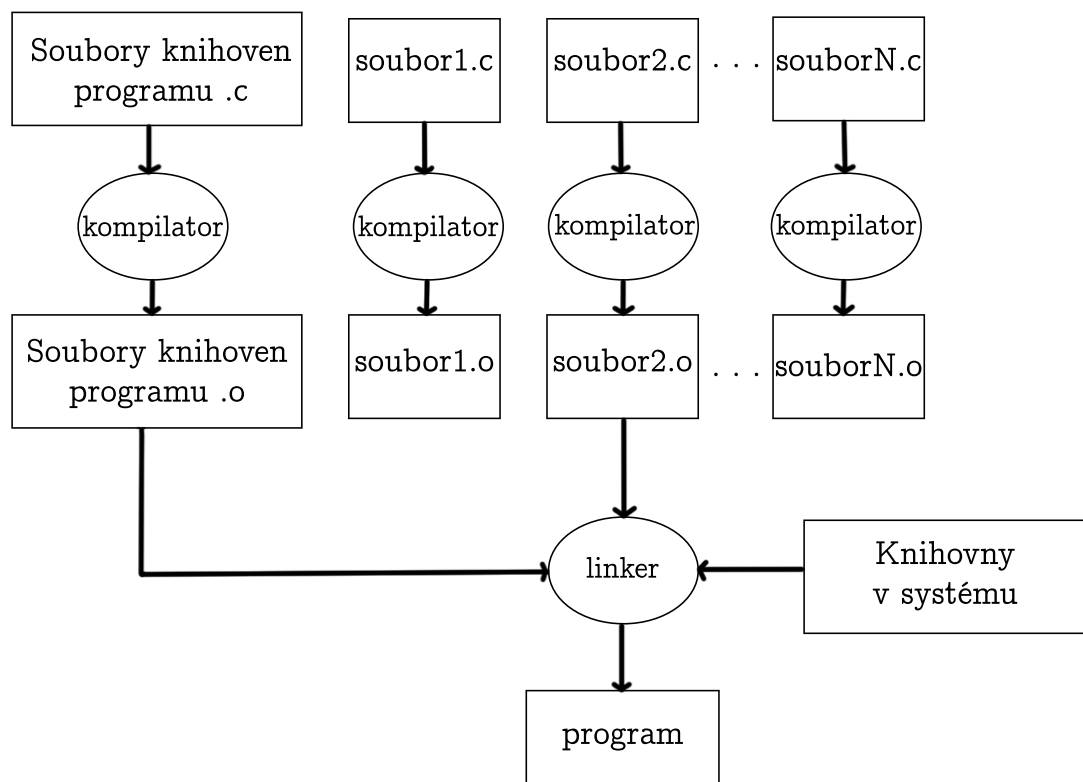 Soubory knihoven
programu .c
soubor1.c
soubor2.c
. . .
souborN.c
kompilator
kompilator
kompilator
kompilator
Soubory knihoven
programu .o
soubor1.o
soubor2.o
. . .
souborN.o
linker
Knihovny
v systému
program